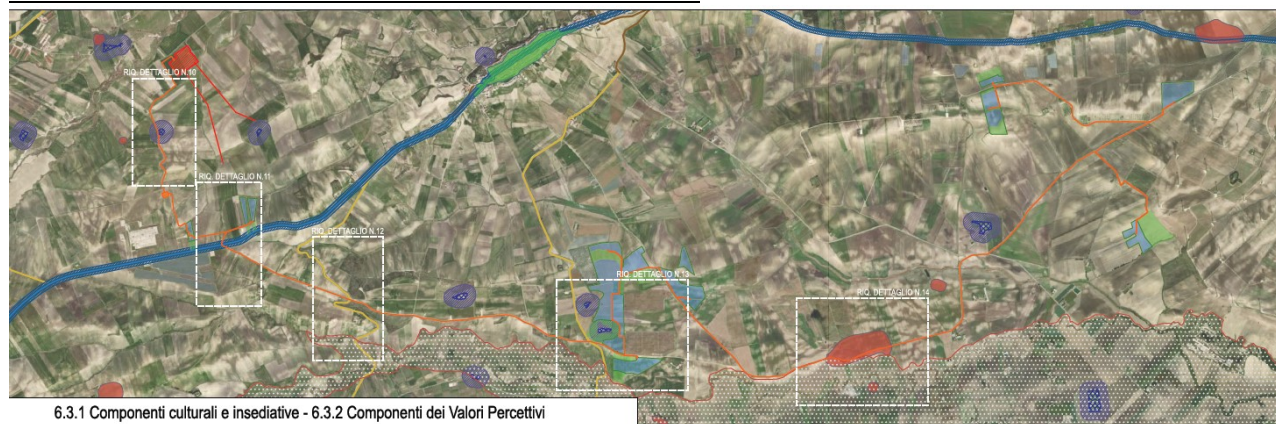 RIQ. DETTAGLIO N.10
RIQ. DETTAGLIO N.11
RIQ. DETTAGLIO N.12
RIQ. DETTAGLIO N.13
RIQ. DETTAGLIO N.14
6.3.1 Componenti culturali e insediative - 6.3.2 Componenti dei Valori Percettivi